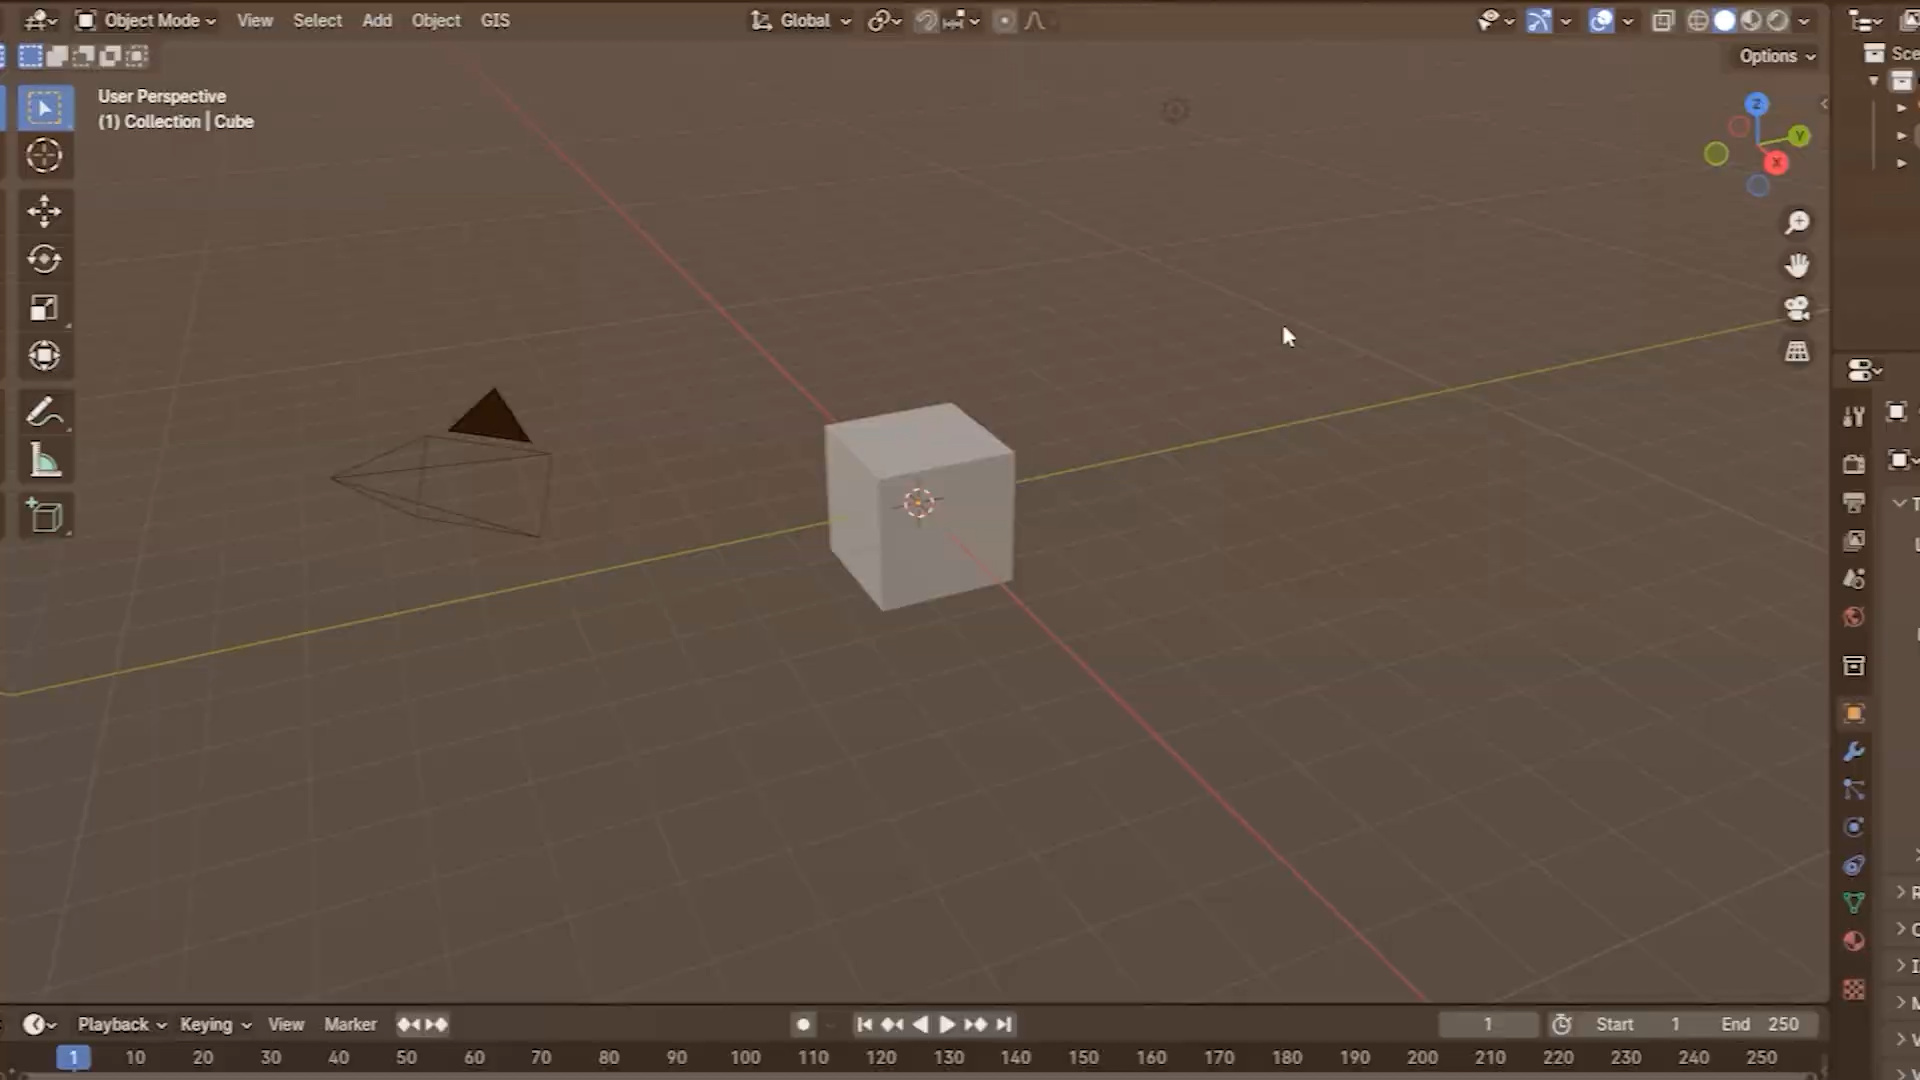 Object Mode View Select Add Object GIS Global
Options
User Perspective
(1) Collection | Cube
Z
Y
X
Playback Keying View Marker 1 Start 1 End 250
1 10 20 30 40 50 60 70 80 90 100 110 120 130 140 150 160 170 180 190 200 210 220 230 240 250
Sce